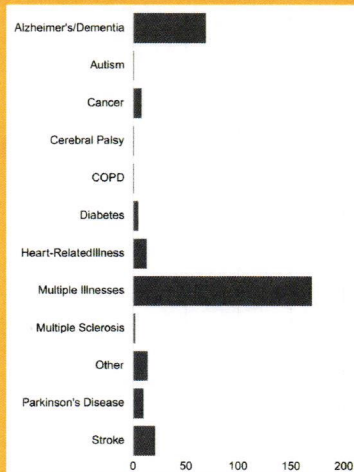 Alzheimer's/Dementia
Autism
Cancer
Cerebral Palsy
COPD
Diabetes
Heart-RelatedIllness
Multiple Illnesses
Multiple Sclerosis
Other
Parkinson's Disease
Stroke
0 50 100 150 200